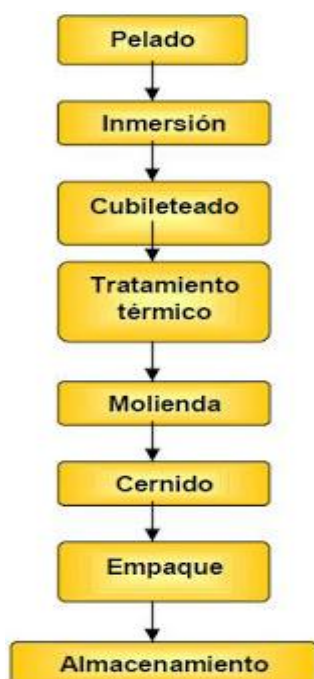 Pelado
Inmersión
Cubileteado
Tratamiento
térmico
Molienda
Cernido
Empaque
Almacenamiento